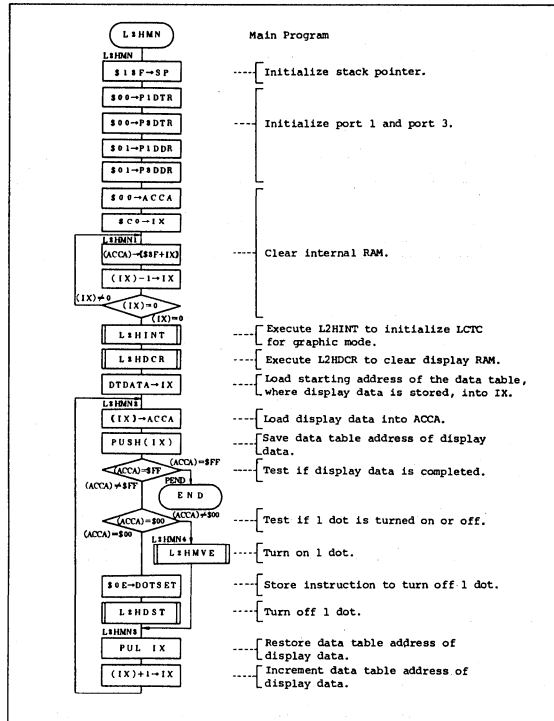 L2HMN
Main Program
L2HMN
$13F→SP
Initialize stack pointer.
$00→P1DTR
$00→P3DTR
Initialize port 1 and port 3.
$01→P1DDR
$01→P3DDR
$00→ACCA
$C0→IX
L2HMN1
(ACCA)→[$3F+IX]
Clear internal RAM.
(IX)-1→IX
(IX)≠0
(IX)=0
(IX)=0
L2HINT
Execute L2HINT to initialize LCTC
for graphic mode.
L2HDCR
Execute L2HDCR to clear display RAM.
DTDATA→IX
Load starting address of the data table,
where display data is stored, into IX.
L2HMN2
(IX)→ACCA
Load display data into ACCA.
PUSH(IX)
Save data table address of display
data.
(ACCA)=$FF
(ACCA)=$FF
Test if display data is completed.
(ACCA)≠$FF
PEND
END
(ACCA)≠$00
(ACCA)=$00
Test if 1 dot is turned on or off.
(ACCA)=$00
L2HMN4
L2HMVE
Turn on 1 dot.
$0E→DOTSET
Store instruction to turn off 1 dot.
L2HDST
Turn off 1 dot.
L2HMN3
PUL IX
Restore data table address of
display data.
(IX)+1→IX
Increment data table address of
display data.